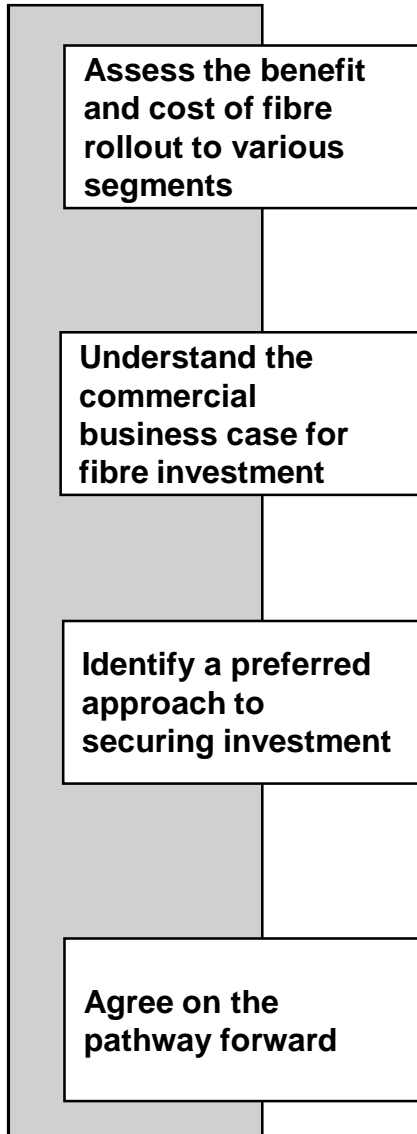 Assess the benefit
and cost of fibre
rollout to various
segments
Understand the
commercial
business case for
fibre investment
Identify a preferred
approach to
securing investment
Agree on the
pathway forward